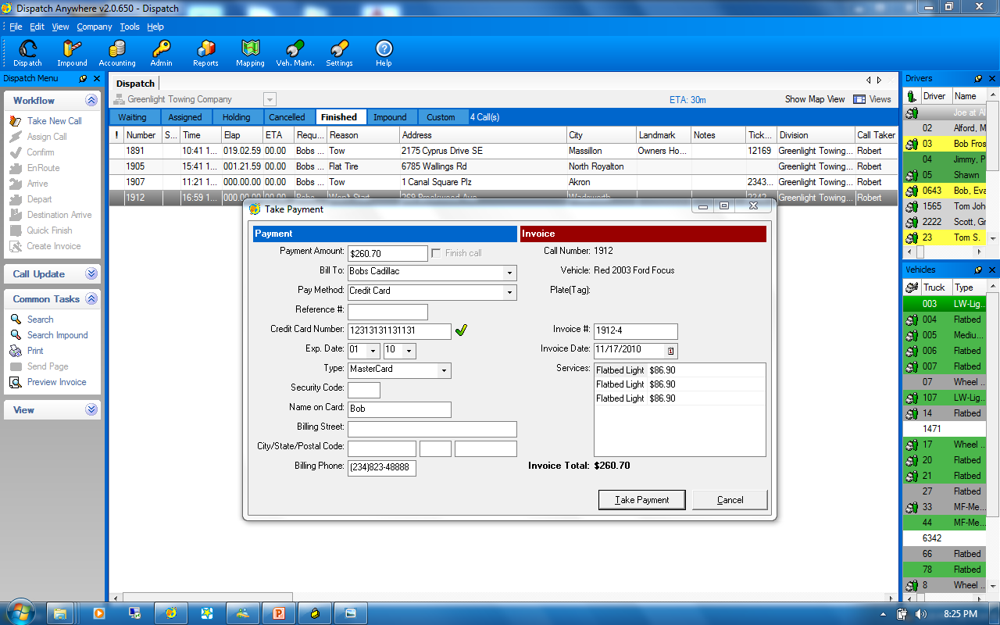 Dispatch Anywhere v2.0.650 - Dispatch
File Edit View Company Tools Help
Dispatch Impound Accounting Admin Reports Mapping Veh. Maint. Settings Help
Dispatch Menu
Workflow
Take New Call
Assign Call
Confirm
EnRoute
Arrive
Depart
Destination Arrive
Quick Finish
Create Invoice
Call Update
Common Tasks
Search
Search Impound
Print
Send Page
Preview Invoice
View
Dispatch
Greenlight Towing Company
ETA: 30m
Show Map View
Views
Waiting Assigned Holding Cancelled Finished Impound Custom 4 Call(s)
! Number S... Time Elap ETA Requ... Reason Address City Landmark Notes Tick... Division Call Taker
1891 10:41 1... 019.02.59 00.00 Bobs ... Tow 2175 Cyprus Drive SE Massillon Owners Ho... 12169 Greenlight Towing... Robert
1905 15:41 1... 001.21.59 00.00 Bobs ... Flat Tire 6785 Wallings Rd North Royalton Greenlight Towing... Robert
1907 11:21 1... 000.00.00 00.00 Bobs ... Tow 1 Canal Square Plz Akron 2343... Greenlight Towing... Robert
1912 16:59 1... 000.00.00 00.00 Bobs ... Won't Start Wadsworth Greenlight Towing... Robert
Take Payment
Payment
Payment Amount: $260.70 Finish call
Bill To: Bobs Cadillac
Pay Method: Credit Card
Reference #:
Credit Card Number: 12313131131131
Exp. Date: 01 10
Type: MasterCard
Security Code:
Name on Card: Bob
Billing Street:
City/State/Postal Code:
Billing Phone: (234)823-48888
Invoice
Call Number: 1912
Vehicle: Red 2003 Ford Focus
Plate(Tag):
Invoice #: 1912-4
Invoice Date: 11/17/2010
Services: Flatbed Light $86.90
Flatbed Light $86.90
Flatbed Light $86.90
Invoice Total: $260.70
Take Payment Cancel
Drivers
Driver Name
Joe at Al
02 Alford, M
03 Bob Fros
04 Jimmy, P
05 Shawn
0643 Bob, Eva
1565 Tom Joh
2222 Scott, Gr
23 Tom S.
Vehicles
Truck Type
003 LW-Lig...
004 Flatbed
005 Mediu...
006 Flatbed
007 Flatbed
07 Wheel ...
107 LW-Lig...
14 Flatbed
1471
17 Wheel ...
20 Flatbed
21 Flatbed
27 Flatbed
33 MF-Me...
44 MF-Me...
6342
66 Flatbed
78 Flatbed
8 Wheel ...
8:25 PM